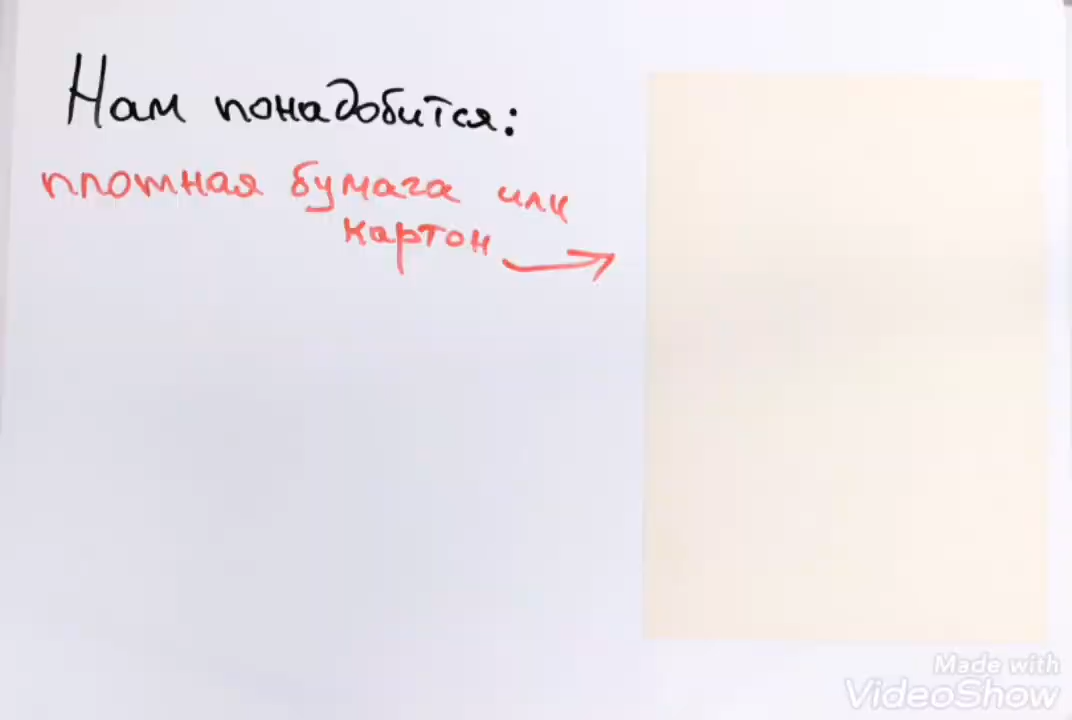 Нам понадобится:
плотная бумага или
картон
Made with
VideoShow